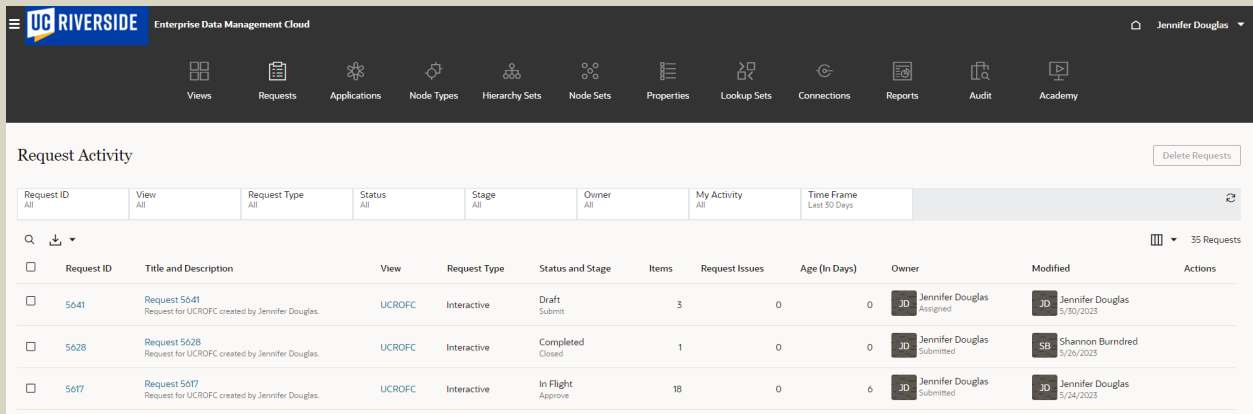 UC RIVERSIDE Enterprise Data Management Cloud Jennifer Douglas
Views Requests Applications Node Types Hierarchy Sets Node Sets Properties Lookup Sets Connections Reports Audit Academy
Request Activity
Delete Requests
Request ID View Request Type Status Stage Owner My Activity Time Frame
All All All All All All All Last 30 Days
35 Requests
Request ID Title and Description View Request Type Status and Stage Items Request Issues Age (In Days) Owner Modified Actions
5641 Request 5641 UCROFC Interactive Draft 3 0 0 JD Jennifer Douglas JD Jennifer Douglas
Request for UCROFC created by Jennifer Douglas. Submit Assigned 5/30/2023
5628 Request 5628 UCROFC Interactive Completed 1 0 0 JD Jennifer Douglas SB Shannon Burndred
Request for UCROFC created by Jennifer Douglas. Closed Submitted 5/26/2023
5617 Request 5617 UCROFC Interactive In Flight 18 0 6 JD Jennifer Douglas JD Jennifer Douglas
Request for UCROFC created by Jennifer Douglas. Approve Submitted 5/24/2023